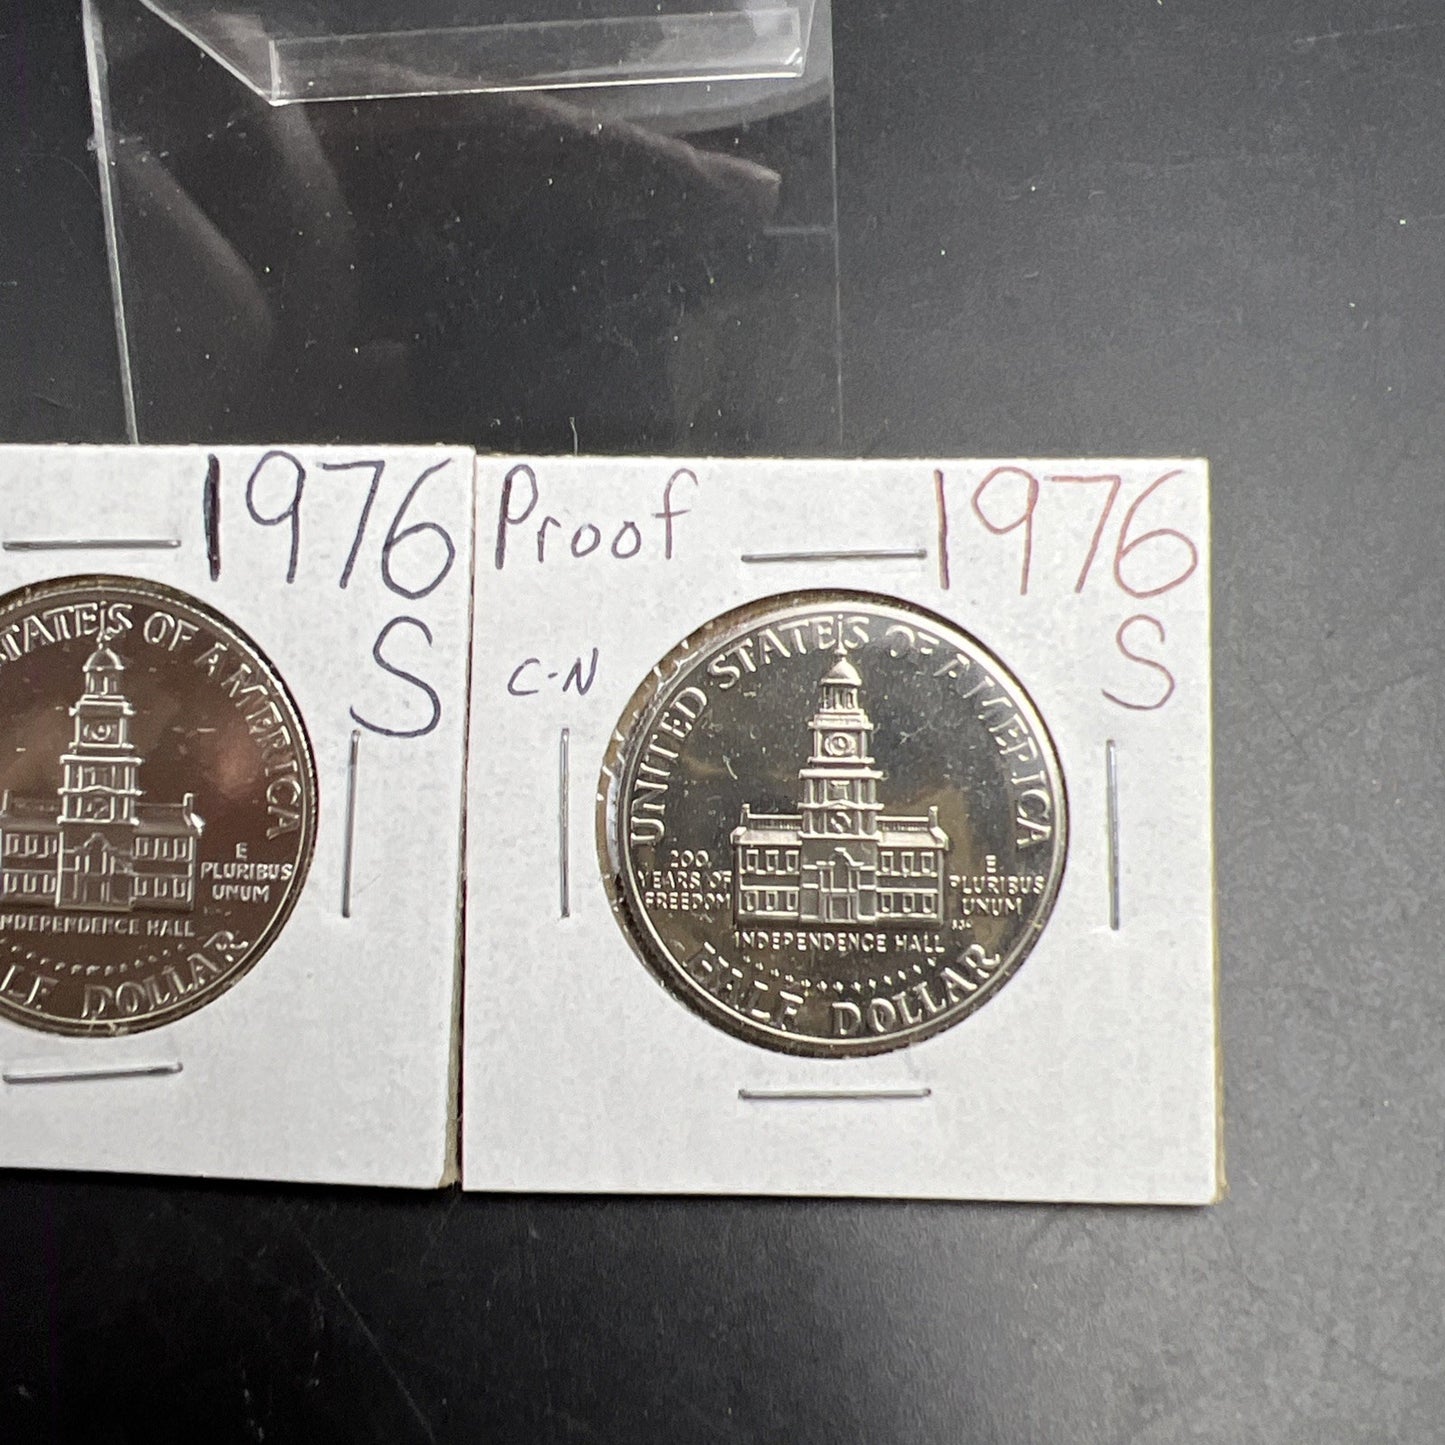 1976
S
STATES OF AMERICA
E
PLURIBUS
UNUM
INDEPENDENCE HALL
LF DOLLAR
Proof 1976
C-N S
UNITED STATES OF AMERICA
200
YEARS OF
FREEDOM
E
PLURIBUS
UNUM
INDEPENDENCE HALL
HALF DOLLAR